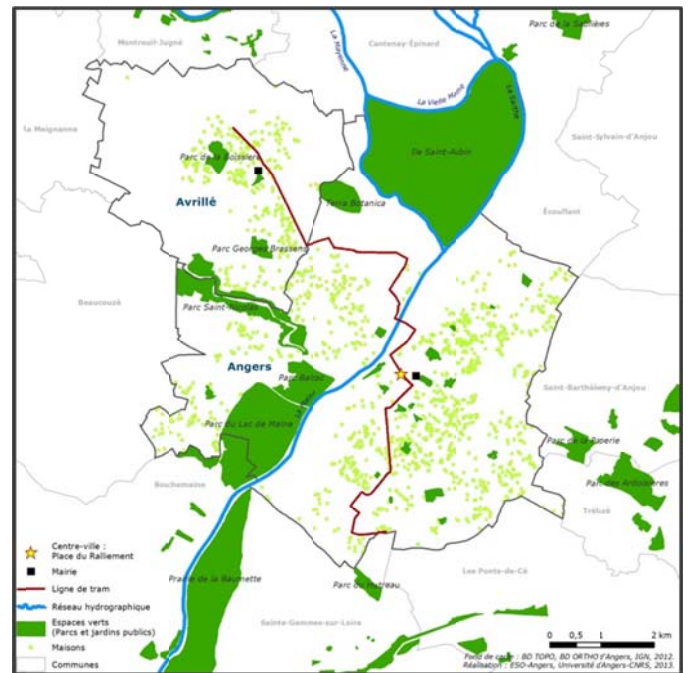 Parc de la Sablières
Montreuil-Juigné
Cantenay-Épinard
La Mayenne
La Vieille Maine
La Sarthe
la Meignanne
Saint-Sylvain-d'Anjou
Parc de la Boissière
Ile Saint-Aubin
Avrillé
Terra Botanica
Écouflant
Parc Georges Brassens
Beaucouzé
Parc Saint-Nicolas
Angers
Parc Balzac
Saint-Barthélemy-d'Anjou
Parc du Lac de Maine
Parc de la
Parc des Ardoisières
Bouchemaine
Trélazé
Centre-ville :
Place du Ralliement
Mairie
Ligne de tram
Réseau hydrographique
Espaces verts
(Parcs et jardins publics)
Maisons
Communes
Prairie de la Baumette
Parc du Hutreau
Les Ponts-de-Cé
Sainte-Gemmes-sur-Loire
0 0,5 1 2 km
Fond de carte : BD TOPO, BD ORTHO d'Angers, IGN, 2012.
Réalisation : ESO-Angers, Université d'Angers-CNRS, 2013.